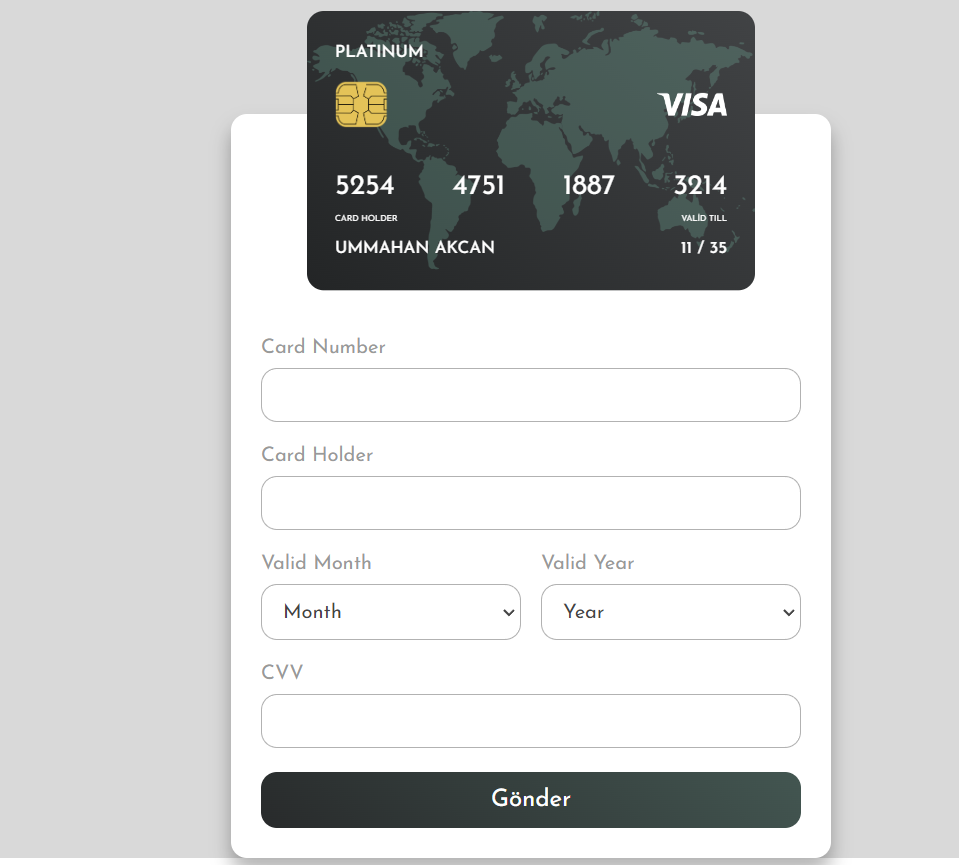 PLATINUM
VISA
5254 4751 1887 3214
CARD HOLDER VALİD TILL
UMMAHAN AKCAN 11 / 35
Card Number
Card Holder
Valid Month Valid Year
Month Year
CVV
Gönder